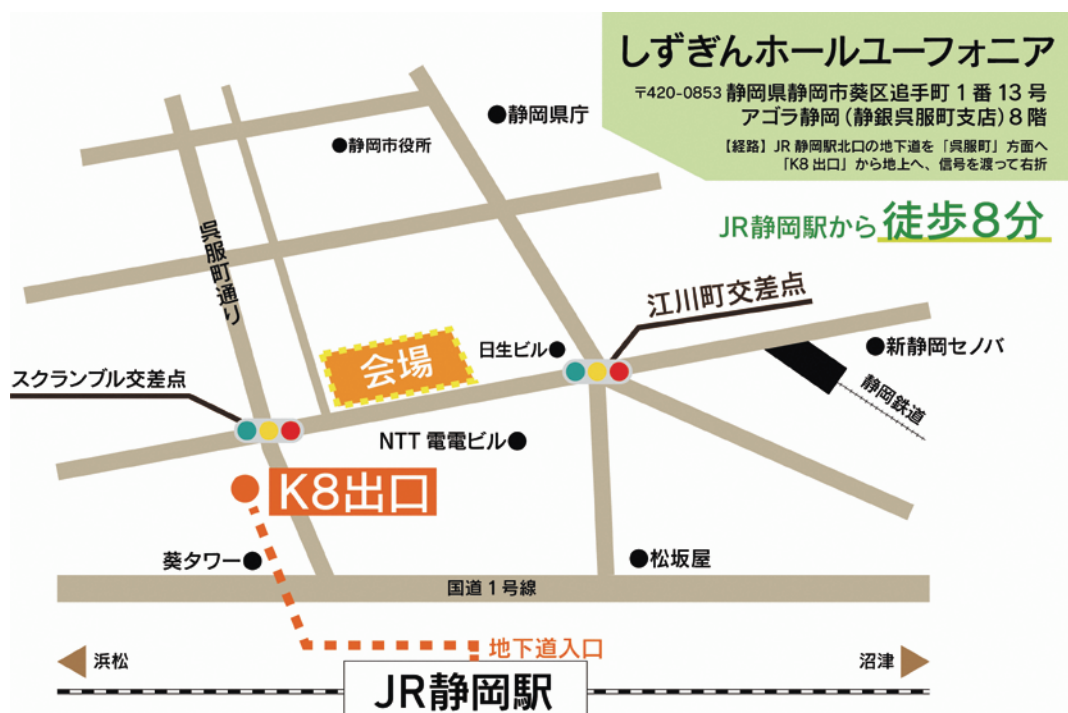 しずぎんホールユーフォニア
〒420-0853 静岡県静岡市葵区追手町1番13号
アゴラ静岡（静銀呉服町支店）8階
【経路】JR静岡駅北口の地下道を「呉服町」方面へ
「K8出口」から地上へ、信号を渡って右折
JR静岡駅から 徒歩8分
●静岡県庁
●静岡市役所
呉服町通り
江川町交差点
日生ビル●
●新静岡セノバ
会場
スクランブル交差点
静岡鉄道
NTT電電ビル●
K8出口
葵タワー●
●松坂屋
国道1号線
地下道入口
浜松
沼津
JR静岡駅